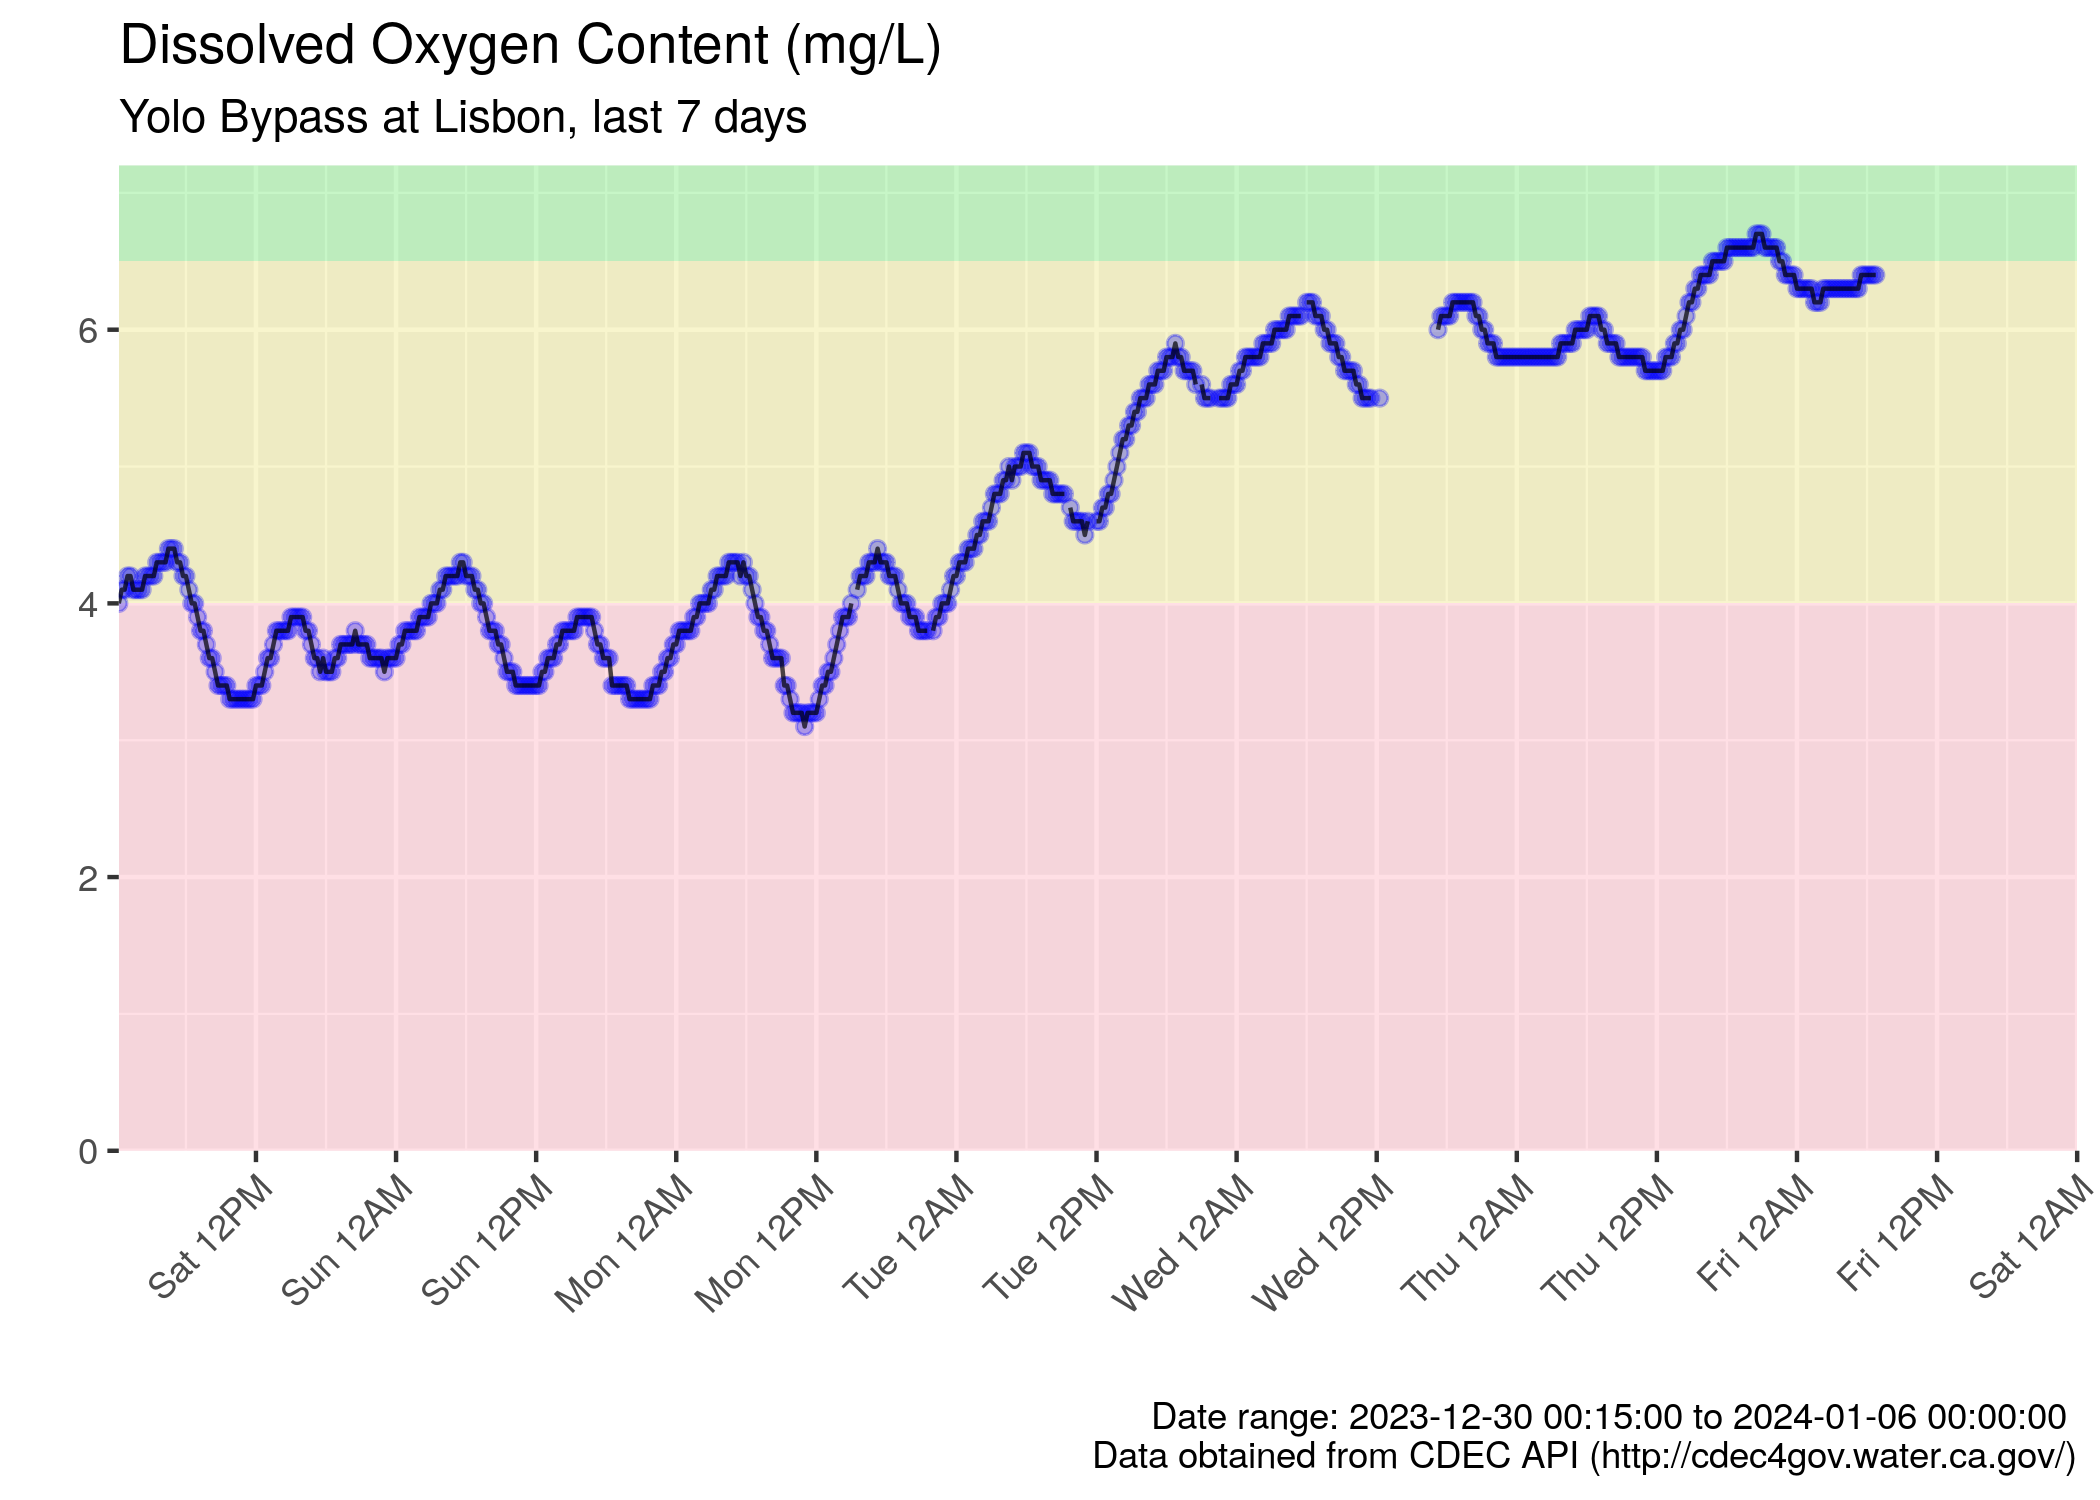 Dissolved Oxygen Content (mg/L)
Yolo Bypass at Lisbon, last 7 days
6
4
2
0
Sat 12PM
Sun 12AM
Sun 12PM
Mon 12AM
Mon 12PM
Tue 12AM
Tue 12PM
Wed 12AM
Wed 12PM
Thu 12AM
Thu 12PM
Fri 12AM
Fri 12PM
Sat 12AM
Date range: 2023-12-30 00:15:00 to 2024-01-06 00:00:00
Data obtained from CDEC API (http://cdec4gov.water.ca.gov/)